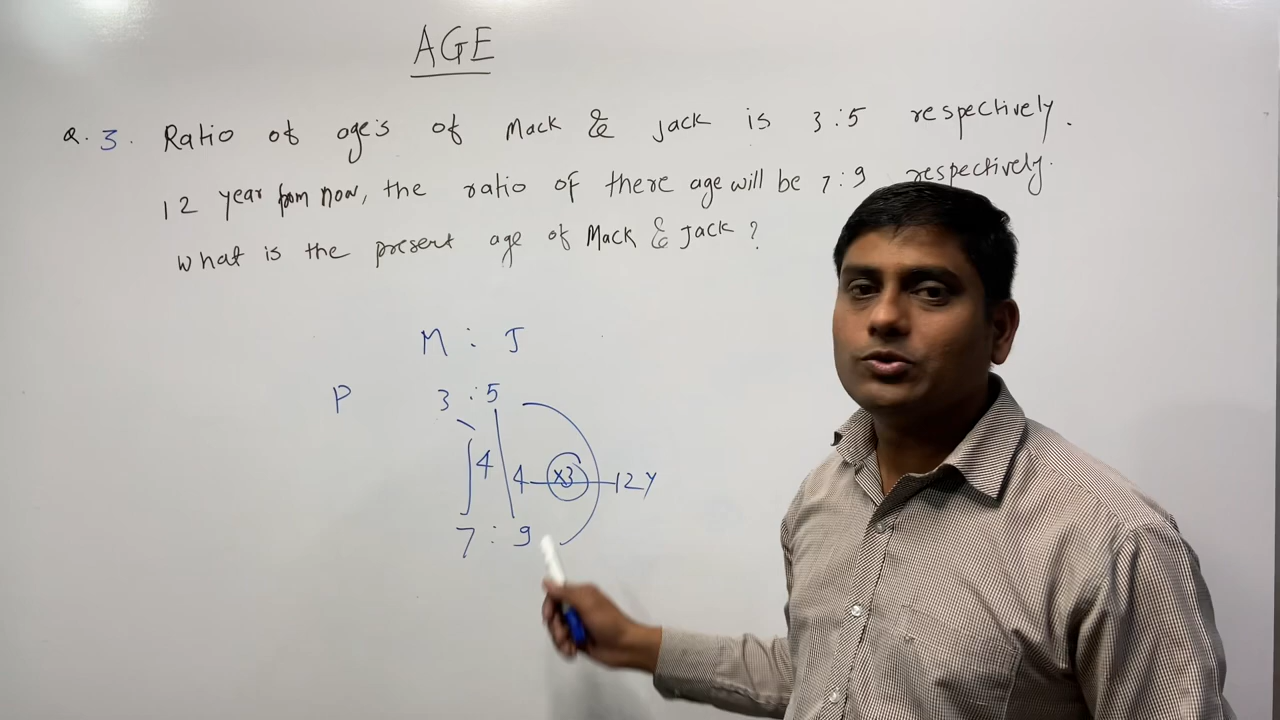 AGE
Q. 3. Ratio of age's of Mack & Jack is 3:5 respectively.
12 year from now, the ratio of there age will be 7:9 respectively.
what is the present age of Mack & Jack ?
M : J
P 3 : 5
4 4 x3 12Y
7 : 9